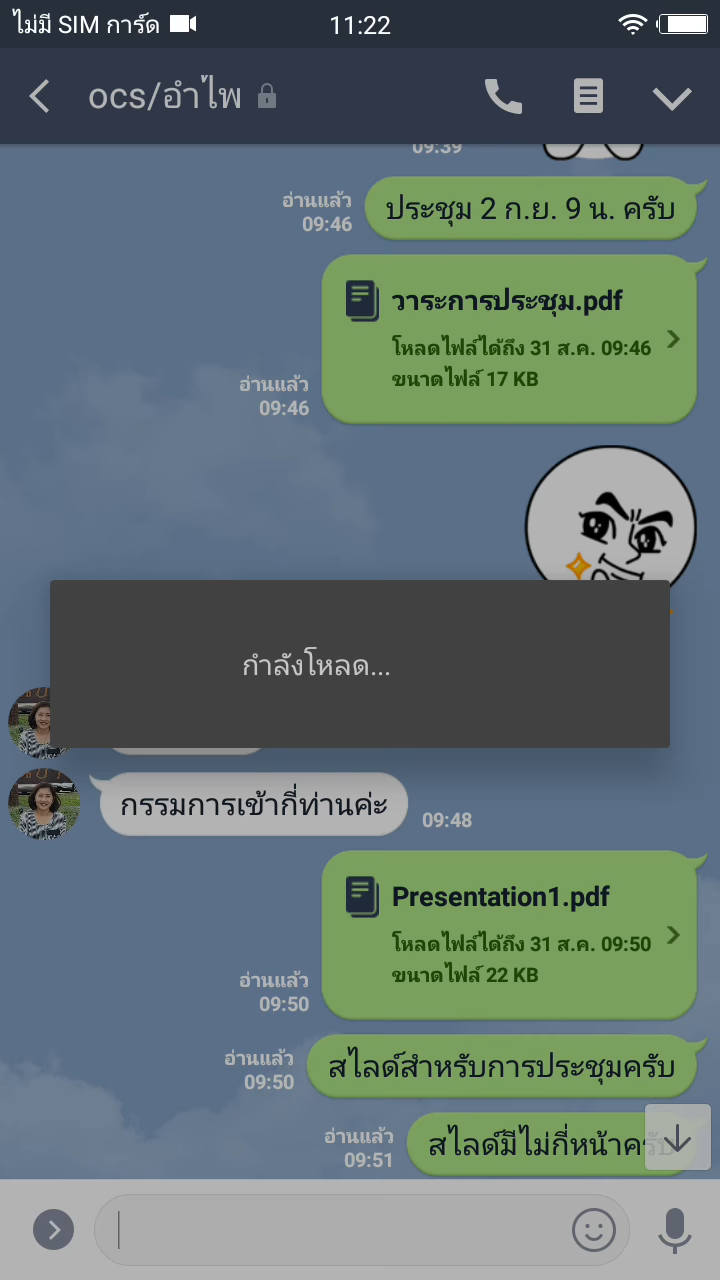 ไม่มี SIM การ์ด 11:22
ocs/อำไพ
09:39
อ่านแล้ว
09:46
ประชุม 2 ก.ย. 9 น. ครับ
วาระการประชุม.pdf
โหลดไฟล์ได้ถึง 31 ส.ค. 09:46
ขนาดไฟล์ 17 KB
อ่านแล้ว
09:46
กำลังโหลด...
กรรมการเข้ากี่ท่านค่ะ
09:48
Presentation1.pdf
โหลดไฟล์ได้ถึง 31 ส.ค. 09:50
ขนาดไฟล์ 22 KB
อ่านแล้ว
09:50
อ่านแล้ว
09:50
สไลด์สำหรับการประชุมครับ
อ่านแล้ว
09:51
สไลด์มีไม่กี่หน้าครับ